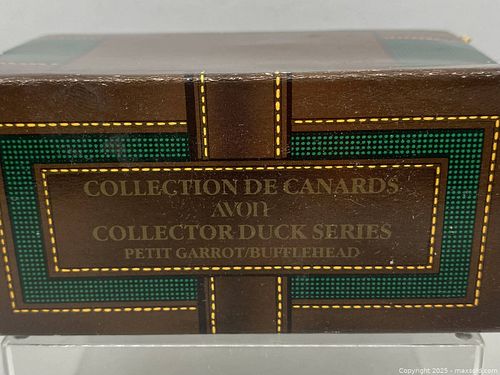 COLLECTION DE CANARDS
AVON
COLLECTOR DUCK SERIES
PETIT GARROT/BUFFLEHEAD
Copyright 2025 - maxsold.com